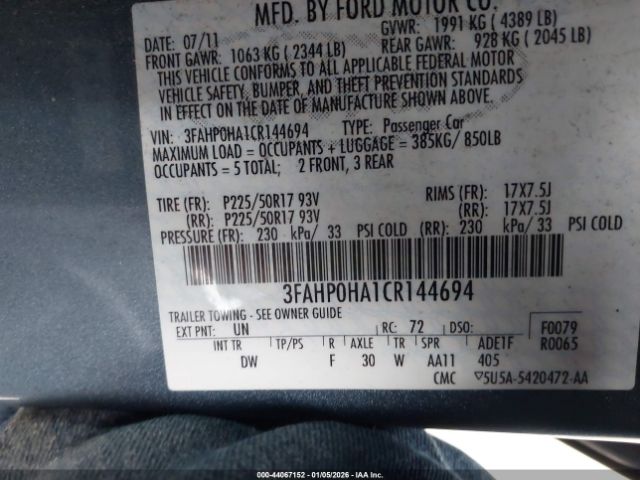 MFD. BY FORD MOTOR CO.
DATE: 07/11 GVWR: 1991 KG ( 4389 LB)
FRONT GAWR: 1063 KG ( 2344 LB) REAR GAWR: 928 KG ( 2045 LB)
THIS VEHICLE CONFORMS TO ALL APPLICABLE FEDERAL MOTOR
VEHICLE SAFETY, BUMPER, AND THEFT PREVENTION STANDARDS
IN EFFECT ON THE DATE OF MANUFACTURE SHOWN ABOVE.
VIN: 3FAHP0HA1CR144694 TYPE: Passenger Car
MAXIMUM LOAD = OCCUPANTS + LUGGAGE = 385KG/ 850LB
OCCUPANTS = 5 TOTAL; 2 FRONT, 3 REAR
TIRE (FR): P225/50R17 93V RIMS (FR): 17X7.5J
(RR): P225/50R17 93V (RR): 17X7.5J
PRESSURE (FR): 230 kPa/ 33 PSI COLD (RR): 230 kPa/ 33 PSI COLD
3FAHP0HA1CR144694
TRAILER TOWING - SEE OWNER GUIDE
EXT PNT: UN RC: 72 DSO: F0079
INT TR TP/PS R AXLE TR SPR ADE1F R0065
DW F 30 W AA11 405
CMC ▽5U5A-5420472-AA
000-44067152 - 01/05/2026 - IAA Inc.